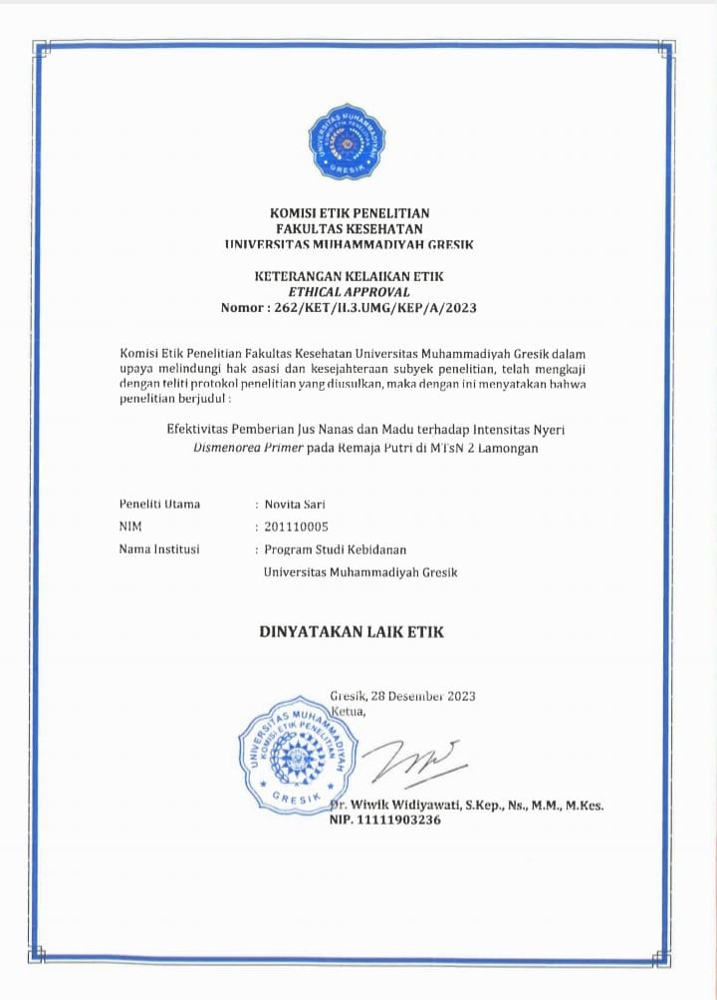 UNIVERSITAS MUHAMMADIYAH
KOMISI ETIK PENELITIAN
GRESIK
KOMISI ETIK PENELITIAN
FAKULTAS KESEHATAN
UNIVERSITAS MUHAMMADIYAH GRESIK
KETERANGAN KELAIKAN ETIK
ETHICAL APPROVAL
Nomor : 262/KET/II.3.UMG/KEP/A/2023
Komisi Etik Penelitian Fakultas Kesehatan Universitas Muhammadiyah Gresik dalam
upaya melindungi hak asasi dan kesejahteraan subyek penelitian, telah mengkaji
dengan teliti protokol penelitian yang diusulkan, maka dengan ini menyatakan bahwa
penelitian berjudul :
Efektivitas Pemberian Jus Nanas dan Madu terhadap Intensitas Nyeri
Dismenorea Primer pada Remaja Putri di MTsN 2 Lamongan
Peneliti Utama : Novita Sari
NIM : 201110005
Nama Institusi : Program Studi Kebidanan
Universitas Muhammadiyah Gresik
DINYATAKAN LAIK ETIK
Gresik, 28 Desember 2023
Ketua,
UNIVERSITAS MUHAMMADIYAH
KOMISI ETIK PENELITIAN
GRESIK
Dr. Wiwik Widiyawati, S.Kep., Ns., M.M., M.Kes.
NIP. 11111903236